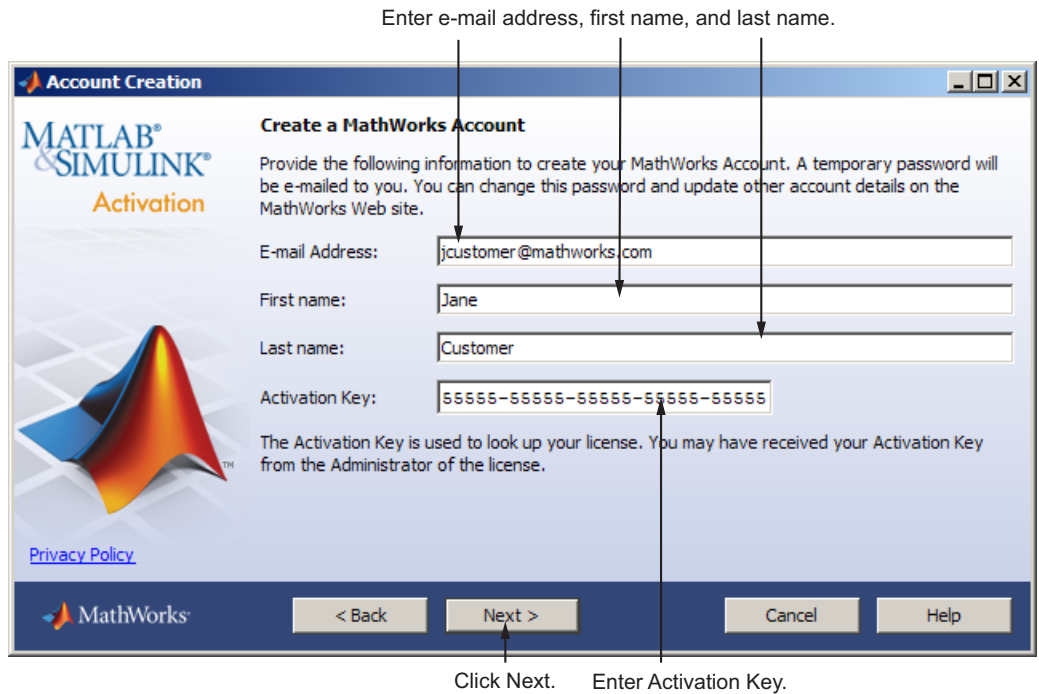 Enter e-mail address, first name, and last name.
Account Creation
MATLAB®
&SIMULINK®
Activation
Create a MathWorks Account
Provide the following information to create your MathWorks Account. A temporary password will
be e-mailed to you. You can change this password and update other account details on the
MathWorks Web site.
E-mail Address: jcustomer@mathworks.com
First name: Jane
Last name: Customer
Activation Key: 55555-55555-55555-55555-55555
The Activation Key is used to look up your license. You may have received your Activation Key
from the Administrator of the license.
TM
Privacy Policy
MathWorks® < Back Next > Cancel Help
Click Next. Enter Activation Key.